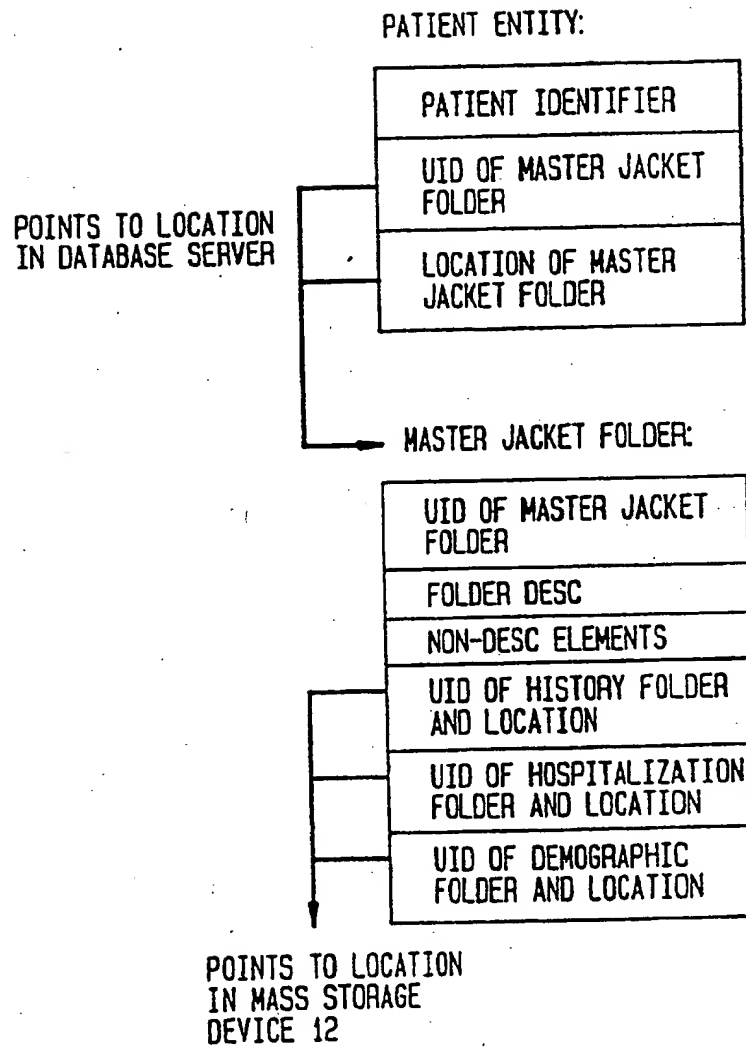 PATIENT ENTITY:
PATIENT IDENTIFIER
UID OF MASTER JACKET
FOLDER
LOCATION OF MASTER
JACKET FOLDER
POINTS TO LOCATION
IN DATABASE SERVER
MASTER JACKET FOLDER:
UID OF MASTER JACKET
FOLDER
FOLDER DESC
NON-DESC ELEMENTS
UID OF HISTORY FOLDER
AND LOCATION
UID OF HOSPITALIZATION
FOLDER AND LOCATION
UID OF DEMOGRAPHIC
FOLDER AND LOCATION
POINTS TO LOCATION
IN MASS STORAGE
DEVICE 12